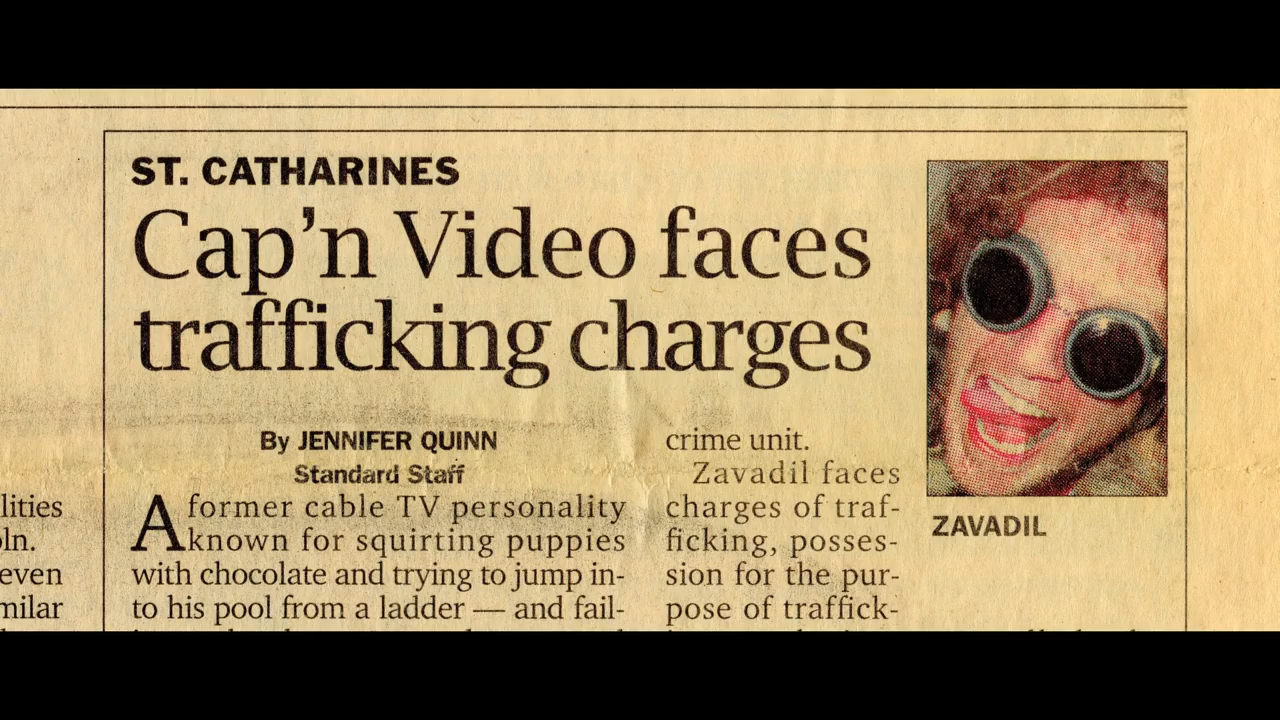 ST. CATHARINES
Cap'n Video faces
trafficking charges
By JENNIFER QUINN
Standard Staff
A former cable TV personality
known for squirting puppies
with chocolate and trying to jump in-
to his pool from a ladder — and fail-
crime unit.
Zavadil faces
charges of traf-
ficking, posses-
sion for the pur-
pose of traffick-
ZAVADIL
lities
oln.
even
milar